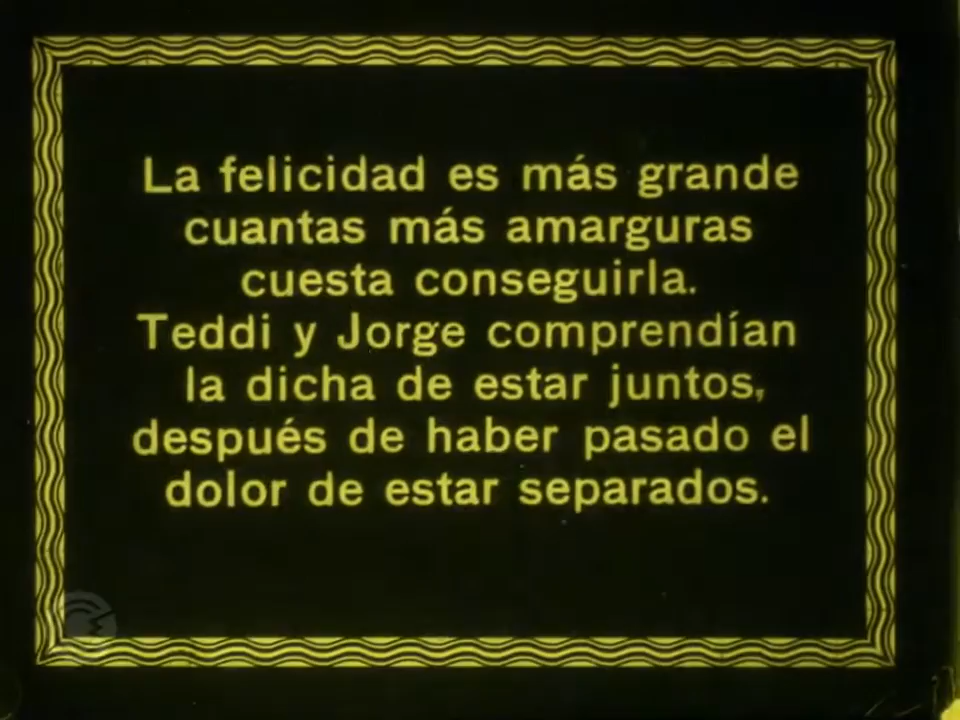 La felicidad es más grande
cuantas más amarguras
cuesta conseguirla.
Teddi y Jorge comprendían
la dicha de estar juntos,
después de haber pasado el
dolor de estar separados.